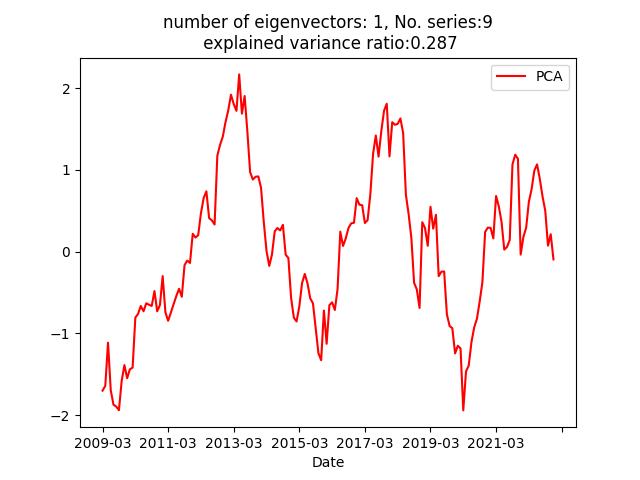 number of eigenvectors: 1, No. series:9
explained variance ratio:0.287
PCA
2
1
0
−1
−2
2009-03 2011-03 2013-03 2015-03 2017-03 2019-03 2021-03
Date